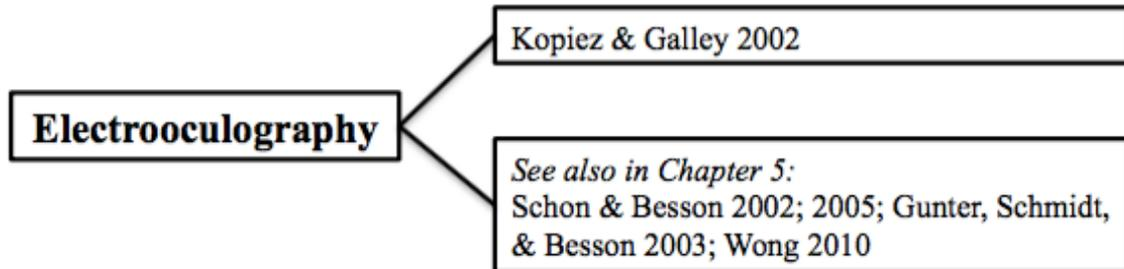 Kopiez & Galley 2002
Electrooculography
See also in Chapter 5:
Schon & Besson 2002; 2005; Gunter, Schmidt,
& Besson 2003; Wong 2010